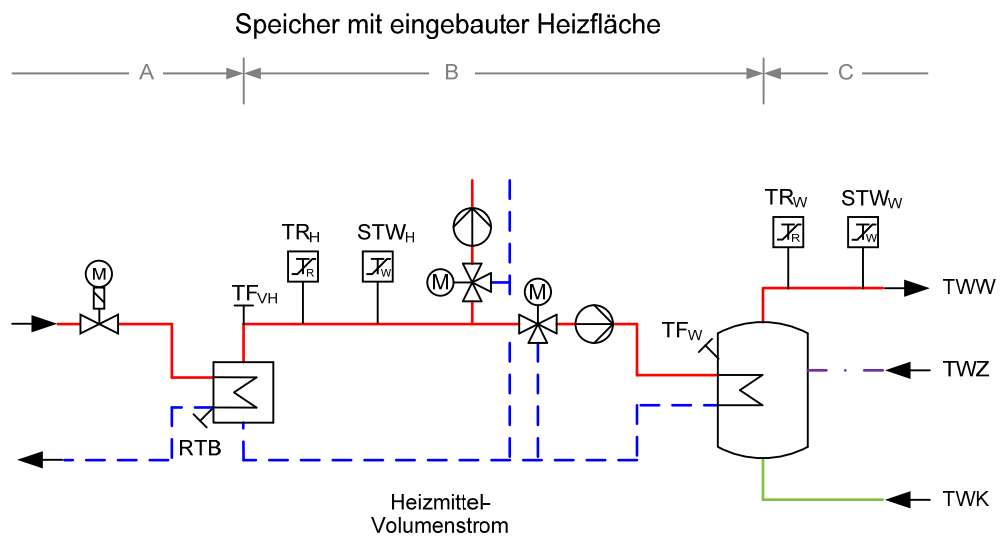 Speicher mit eingebauter Heizfläche
A
B
C
TRH
STWH
TRW
STWW
R
W
R
W
M
M
M
TFVH
TFW
TWW
TWZ
RTB
TWK
Heizmittel-
Volumenstrom